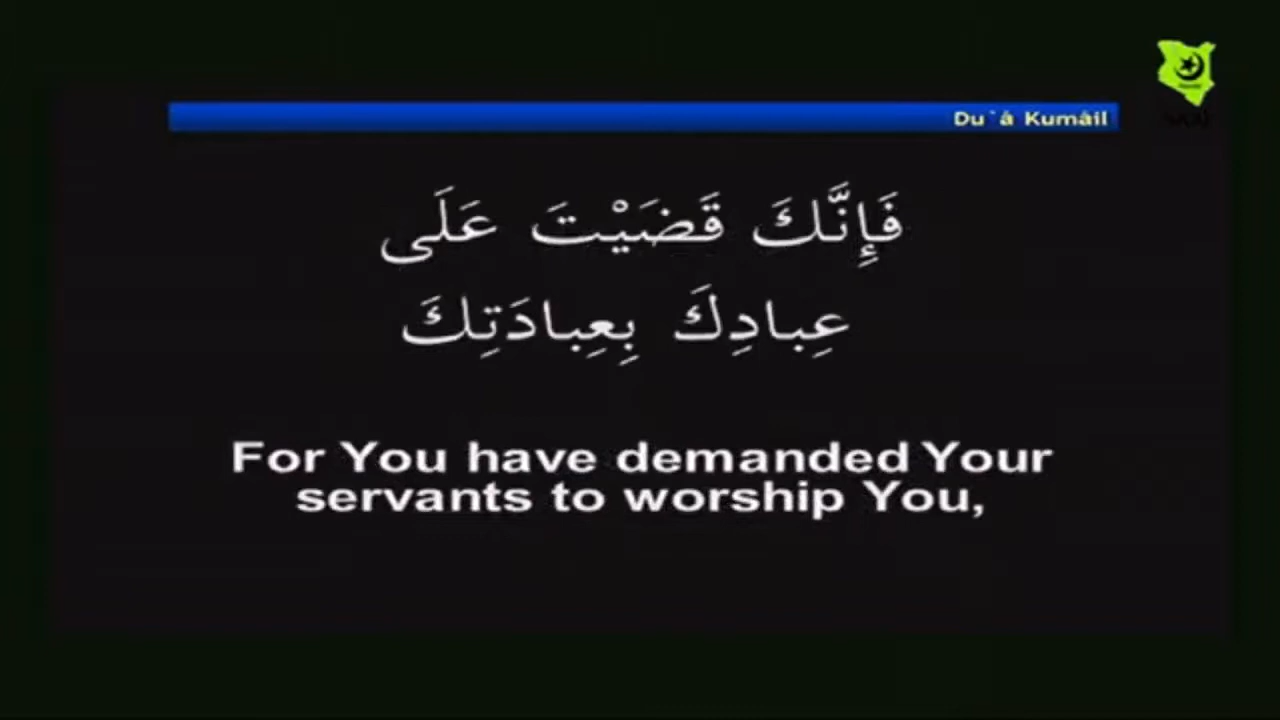 Du`â Kumâil
فَإِنَّكَ قَضَيْتَ عَلَى
عِبادِكَ بِعِبادَتِكَ
For You have demanded Your
servants to worship You,